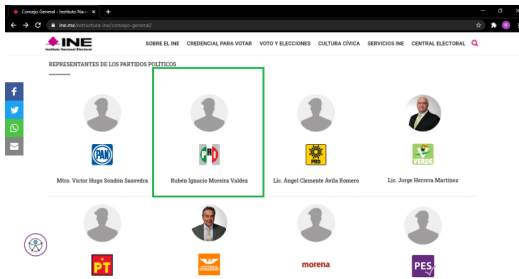 Consejo General - Instituto Nac
ine.mx/estructura-ine/consejo-general/
INE
Instituto Nacional Electoral
SOBRE EL INE CREDENCIAL PARA VOTAR VOTO Y ELECCIONES CULTURA CÍVICA SERVICIOS INE CENTRAL ELECTORAL
REPRESENTANTES DE LOS PARTIDOS POLÍTICOS
PAN
PRI
PRD
VERDE
Mtro. Víctor Hugo Sondón Saavedra
Rubén Ignacio Moreira Valdez
Lic. Ángel Clemente Ávila Romero
Lic. Jorge Herrera Martínez
PT
morena
PES